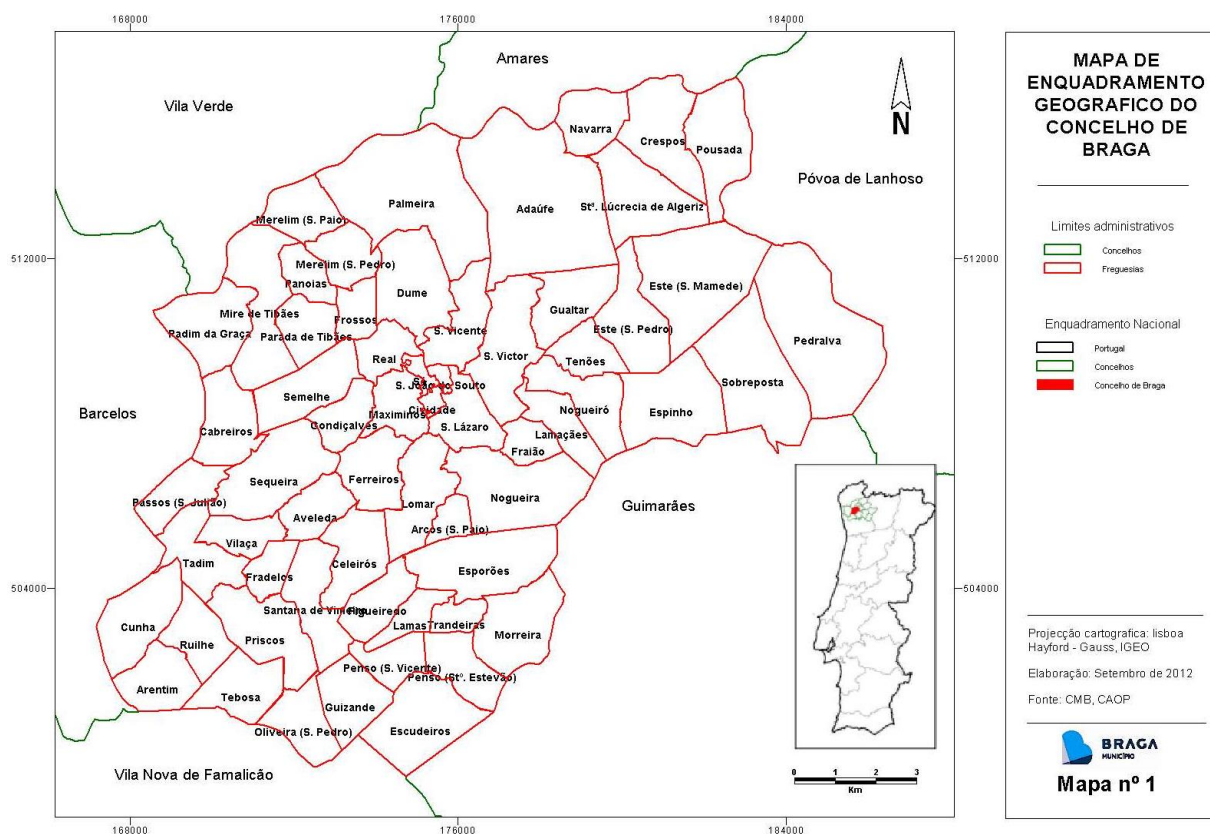 168000
176000
184000
Amares
Vila Verde
Navarra
Crespos
Pousada
N
Póvoa de Lanhoso
Palmeira
Adaúfe
Stª. Lúcrecia de Algeriz
Merelim (S. Paio)
512000
512000
Merelim (S. Pedro)
Panoias
Dume
Este (S. Mamede)
Mire de Tibães
Frossos
Gualtar
Padim da Graça
Parada de Tibães
S. Vicente
Este (S. Pedro)
Pedralva
Real
S. Victor
Tenões
Sé
S. João do Souto
Sobreposta
Semelhe
Barcelos
Maximinos
Cividade
Nogueiró
Espinho
Cabreiros
Gondiçalves
S. Lázaro
Lamaçães
Fraião
Sequeira
Ferreiros
Passos (S. Julião)
Lomar
Nogueira
Guimarães
Aveleda
Arcos (S. Paio)
Vilaça
Tadim
Celeirós
Esporões
Fradelos
504000
504000
Santana de Vimieiro
Figueiredo
Cunha
Lamas
Trandeiras
Morreira
Ruilhe
Priscos
Penso (S. Vicente)
Penso (Stº. Estevão)
Arentim
Tebosa
Guizande
Oliveira (S. Pedro)
Escudeiros
Vila Nova de Famalicão
0 1 2 3
Km
168000
176000
184000
MAPA DE
ENQUADRAMENTO
GEOGRAFICO DO
CONCELHO DE
BRAGA
Limites administrativos
Concelhos
Freguesias
Enquadramento Nacional
Portugal
Concelhos
Concelho de Braga
Projecção cartografica: lisboa
Hayford - Gauss, IGEO
Elaboração: Setembro de 2012
Fonte: CMB, CAOP
BRAGA
MUNICÍPIO
Mapa nº 1